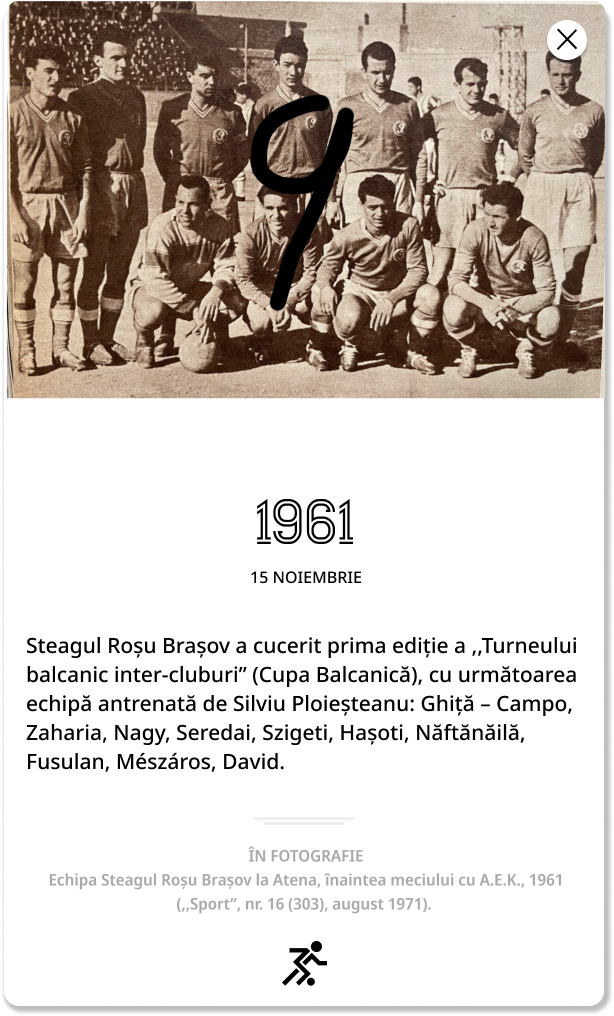 9
1961
15 NOIEMBRIE
Steagul Roșu Brașov a cucerit prima ediție a ,,Turneului
balcanic inter-cluburi” (Cupa Balcanică), cu următoarea
echipă antrenată de Silviu Ploieșteanu: Ghiță – Campo,
Zaharia, Nagy, Seredai, Szigeti, Hașoti, Năftănăilă,
Fusulan, Mészáros, David.
ÎN FOTOGRAFIE
Echipa Steagul Roșu Brașov la Atena, înaintea meciului cu A.E.K., 1961
(,,Sport”, nr. 16 (303), august 1971).